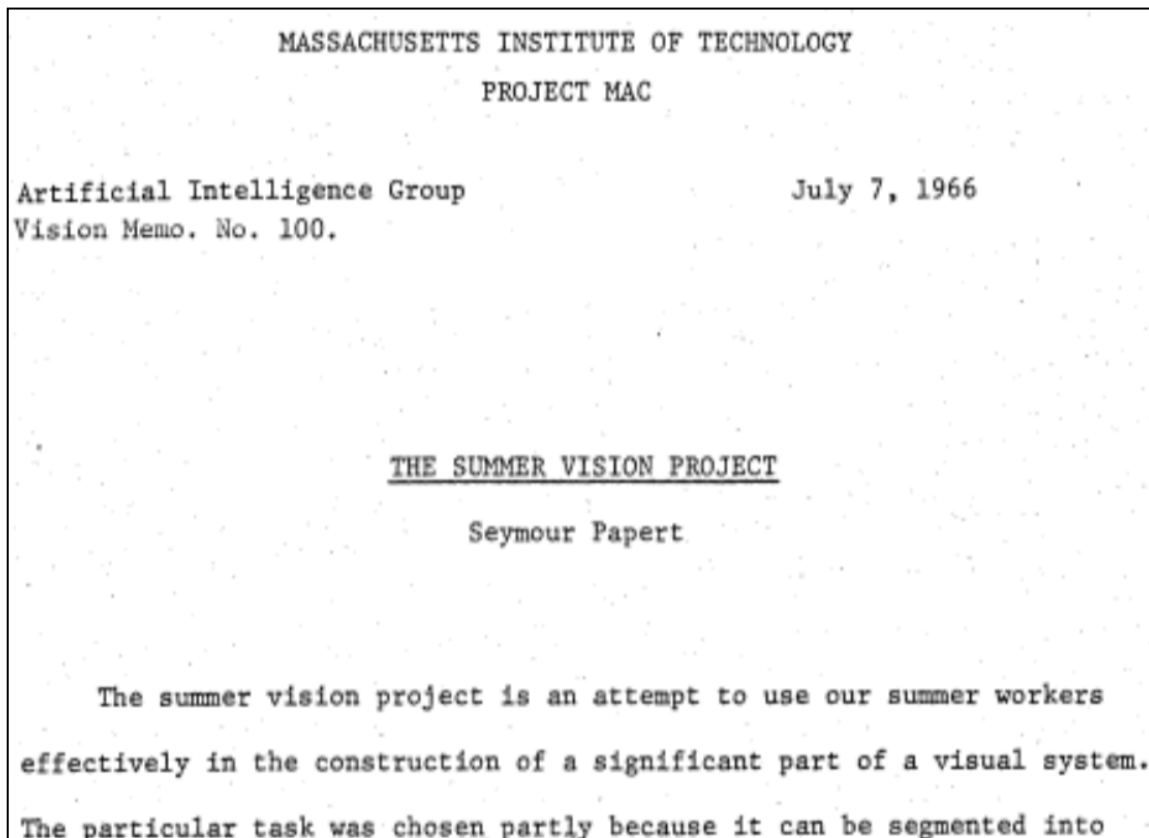 MASSACHUSETTS INSTITUTE OF TECHNOLOGY
PROJECT MAC
Artificial Intelligence Group July 7, 1966
Vision Memo. No. 100.
THE SUMMER VISION PROJECT
Seymour Papert
The summer vision project is an attempt to use our summer workers
effectively in the construction of a significant part of a visual system.
The particular task was chosen partly because it can be segmented into